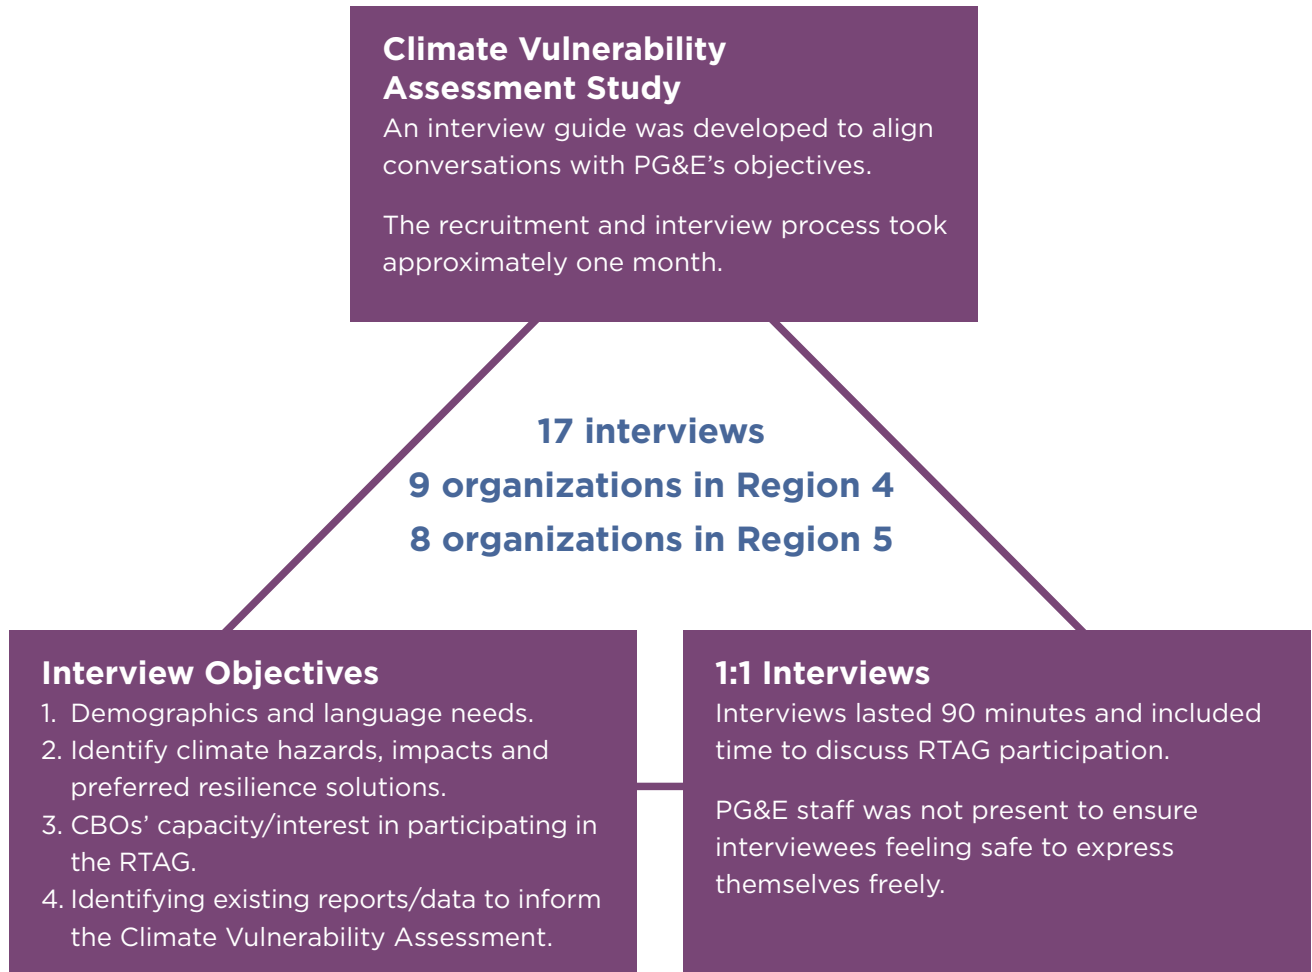 Climate Vulnerability
Assessment Study
An interview guide was developed to align
conversations with PG&E’s objectives.
The recruitment and interview process took
approximately one month.
17 interviews
9 organizations in Region 4
8 organizations in Region 5
Interview Objectives
1. Demographics and language needs.
2. Identify climate hazards, impacts and
preferred resilience solutions.
3. CBOs’ capacity/interest in participating in
the RTAG.
4. Identifying existing reports/data to inform
the Climate Vulnerability Assessment.
1:1 Interviews
Interviews lasted 90 minutes and included
time to discuss RTAG participation.
PG&E staff was not present to ensure
interviewees feeling safe to express
themselves freely.